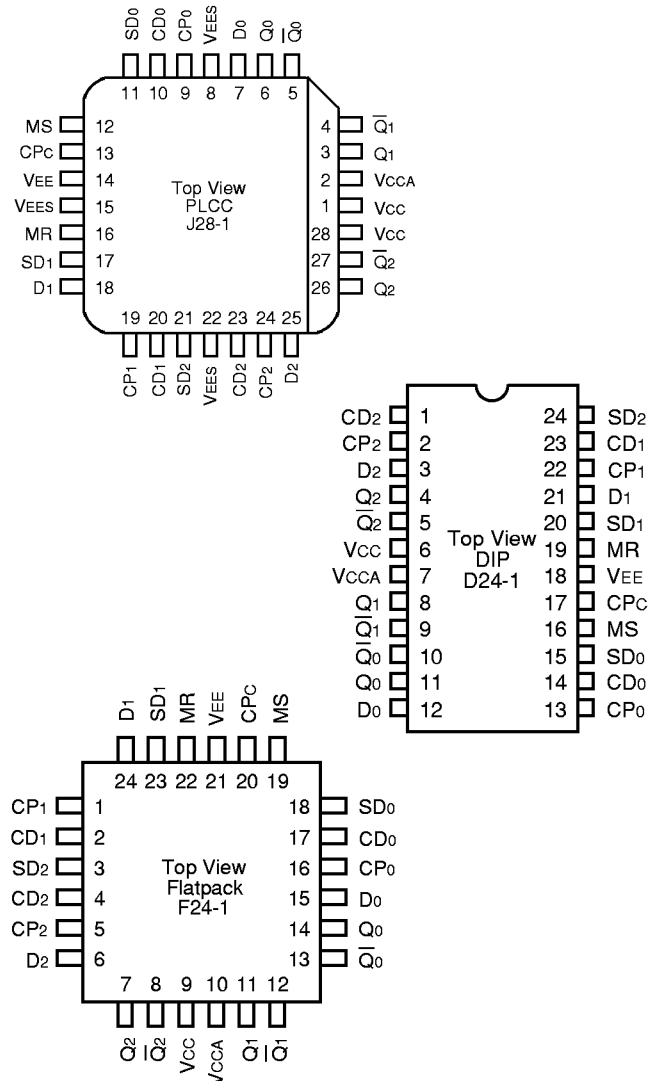 SD0 CD0 CP0 VEES D0 Q0 Q̅0
11 10 9 8 7 6 5
MS 12 4 Q̅1
CPC 13 3 Q1
VEE 14 2 VCCA
VEES 15 1 VCC
MR 16 28 VCC
SD1 17 27 Q̅2
D1 18 26 Q2
Top View
PLCC
J28-1
19 20 21 22 23 24 25
CP1 CD1 SD2 VEES CD2 CP2 D2
CD2 1 24 SD2
CP2 2 23 CD1
D2 3 22 CP1
Q2 4 21 D1
Q̅2 5 20 SD1
VCC 6 19 MR
VCCA 7 18 VEE
Q1 8 17 CPC
Q̅1 9 16 MS
Q̅0 10 15 SD0
Q0 11 14 CD0
D0 12 13 CP0
Top View
DIP
D24-1
D1 SD1 MR VEE CPC MS
24 23 22 21 20 19
CP1 1 18 SD0
CD1 2 17 CD0
SD2 3 16 CP0
CD2 4 15 D0
CP2 5 14 Q0
D2 6 13 Q̅0
Top View
Flatpack
F24-1
7 8 9 10 11 12
Q2 Q̅2 VCC VCCA Q1 Q̅1